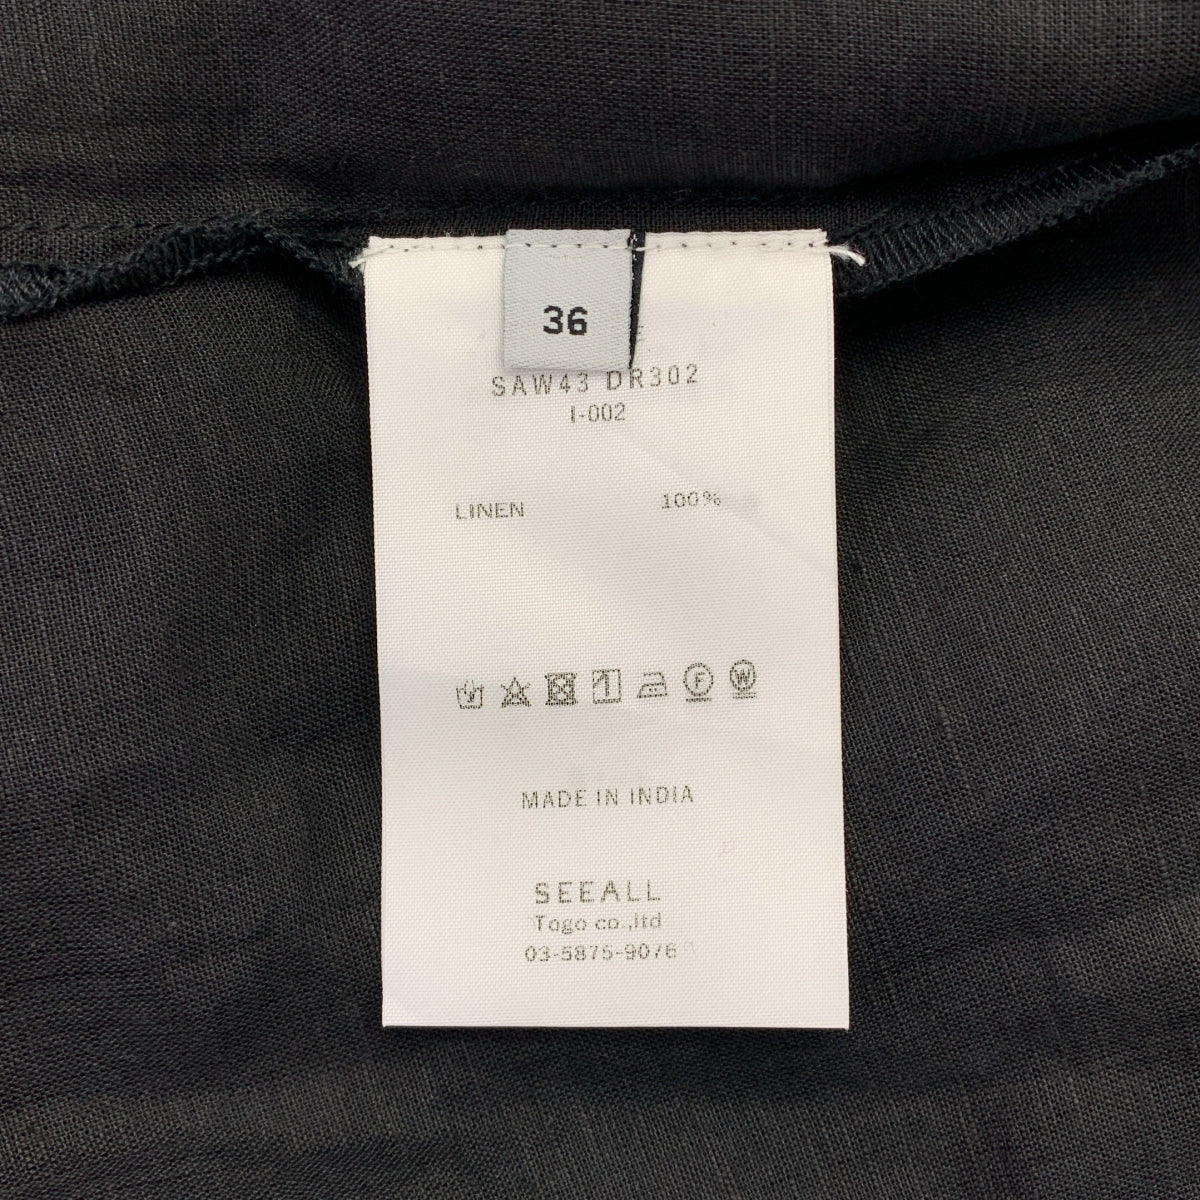 36
SAW43 DR302
I-002
LINEN 100%
F W
MADE IN INDIA
SEEALL
Togo co.,ltd
03-5875-9076